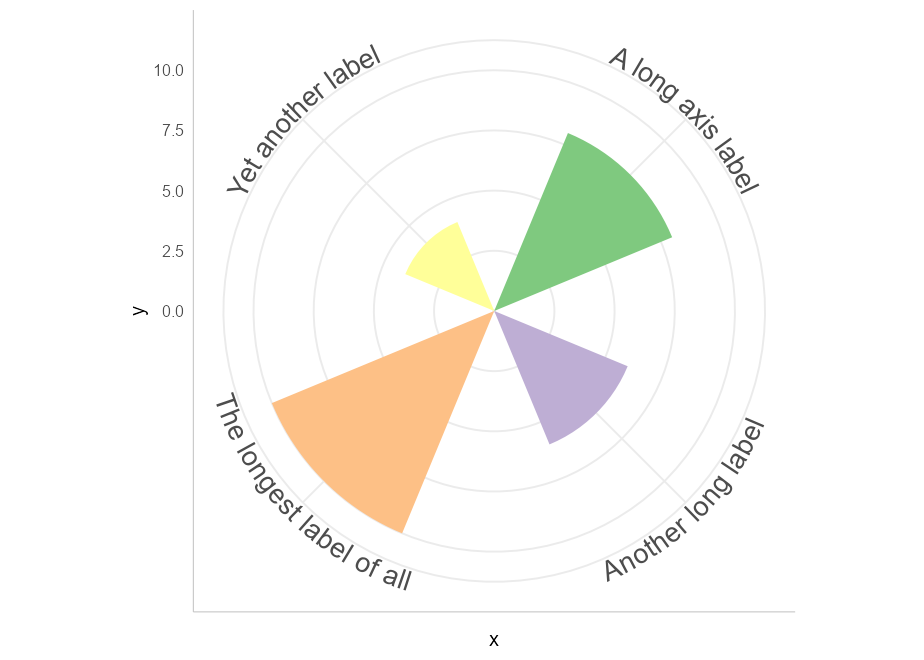 Yet another label
A long axis label
10.0
7.5
5.0
2.5
0.0
y
The longest label of all
Another long label
x